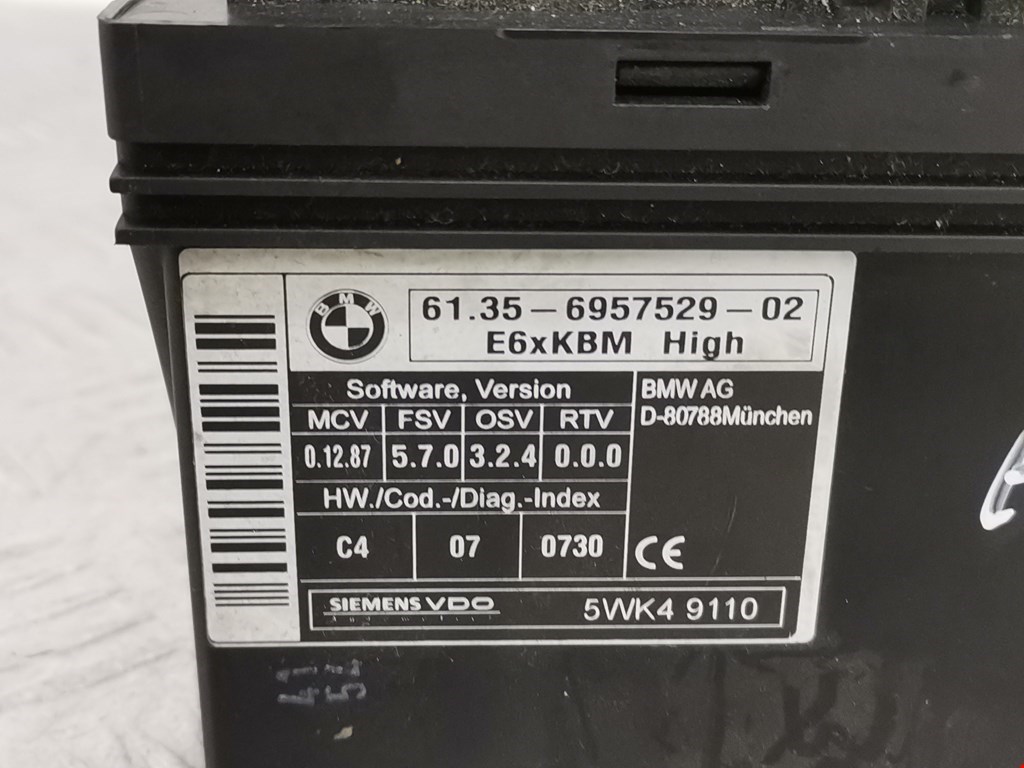 BMW
61.35-6957529-02
E6xKBM High
Software, Version
MCV FSV OSV RTV
0.12.87 5.7.0 3.2.4 0.0.0
HW./Cod.-/Diag.-Index
C4 07 0730
BMW AG
D-80788München
CE
SIEMENS VDO
5WK4 9110